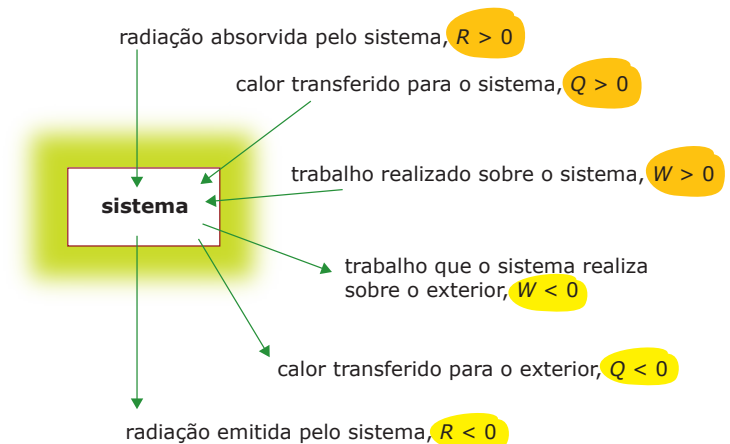 radiação absorvida pelo sistema, R > 0
calor transferido para o sistema, Q > 0
trabalho realizado sobre o sistema, W > 0
sistema
trabalho que o sistema realiza
sobre o exterior, W < 0
calor transferido para o exterior, Q < 0
radiação emitida pelo sistema, R < 0